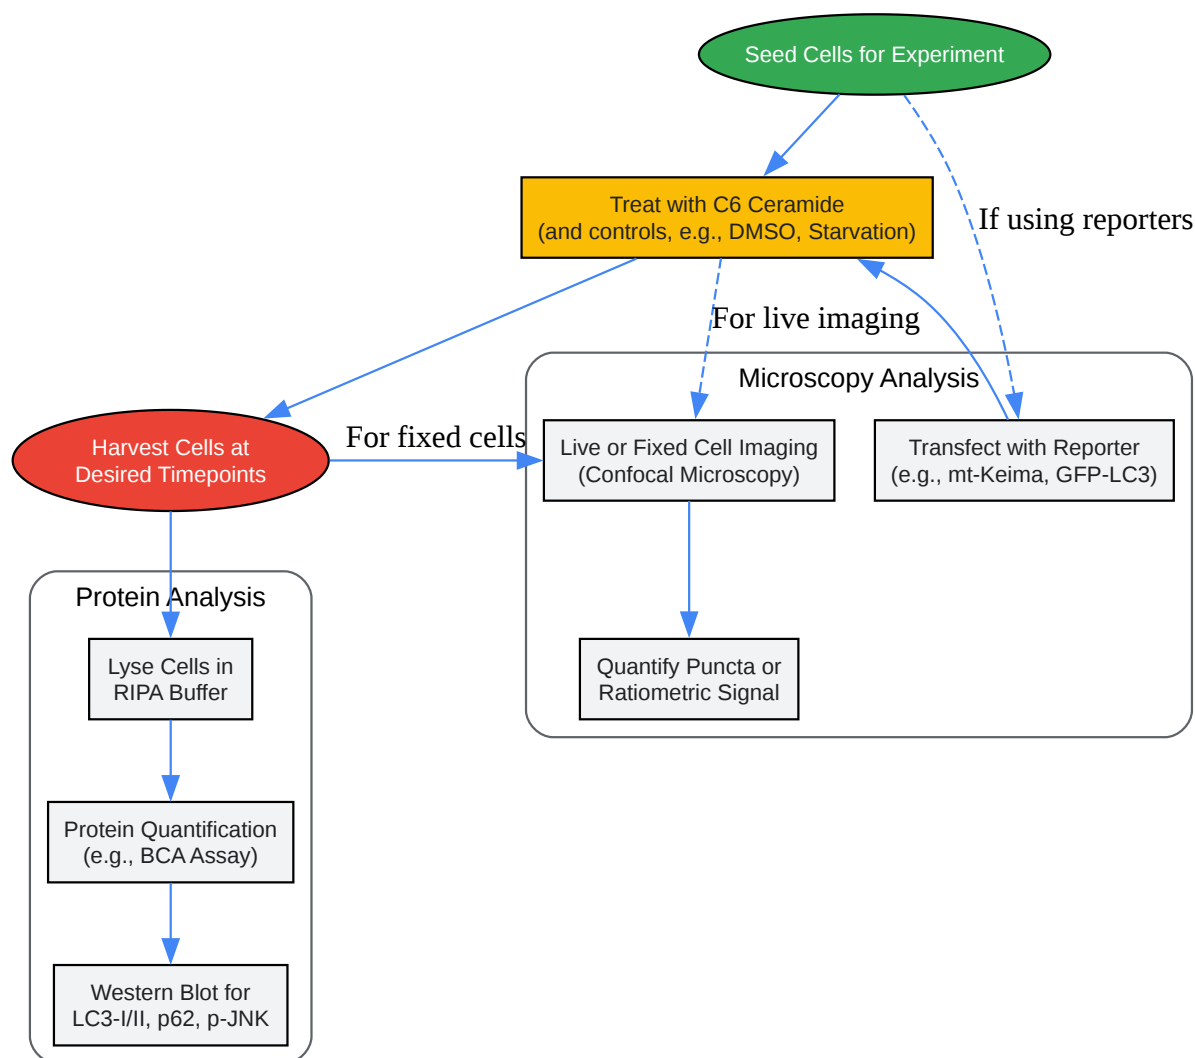 Seed Cells for Experiment
Treat with C6 Ceramide
(and controls, e.g., DMSO, Starvation)
If using reporters
For live imaging
Microscopy Analysis
Harvest Cells at
Desired Timepoints
For fixed cells
Live or Fixed Cell Imaging
(Confocal Microscopy)
Transfect with Reporter
(e.g., mt-Keima, GFP-LC3)
Protein Analysis
Lyse Cells in
RIPA Buffer
Quantify Puncta or
Ratiometric Signal
Protein Quantification
(e.g., BCA Assay)
Western Blot for
LC3-I/II, p62, p-JNK